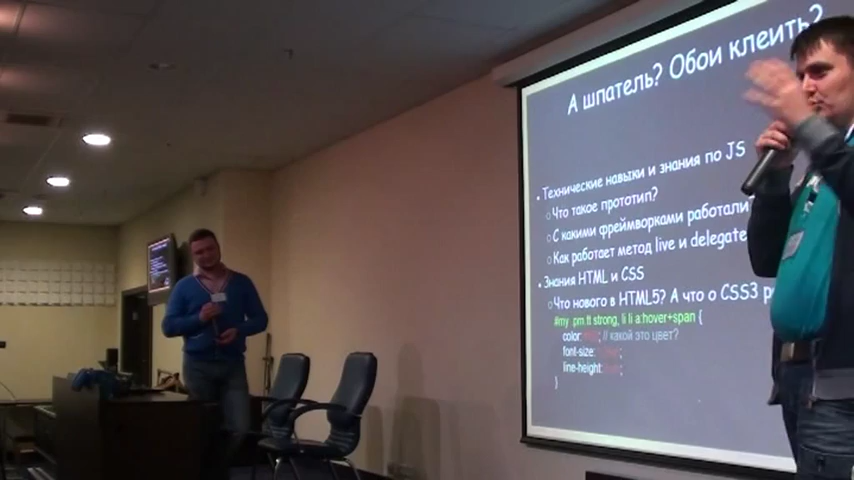 А шпатель? Обои клеить?
• Технические навыки и знания по JS
○ Что такое прототип?
○ С какими фреймворками работали
○ Как работает метод live и delegate
• Знания HTML и CSS
○ Что нового в HTML5? А что о CSS3
#my .pm tt strong, li li a:hover+span {
color: ; // какой это цвет?
font-size: ;
line-height: ;
}